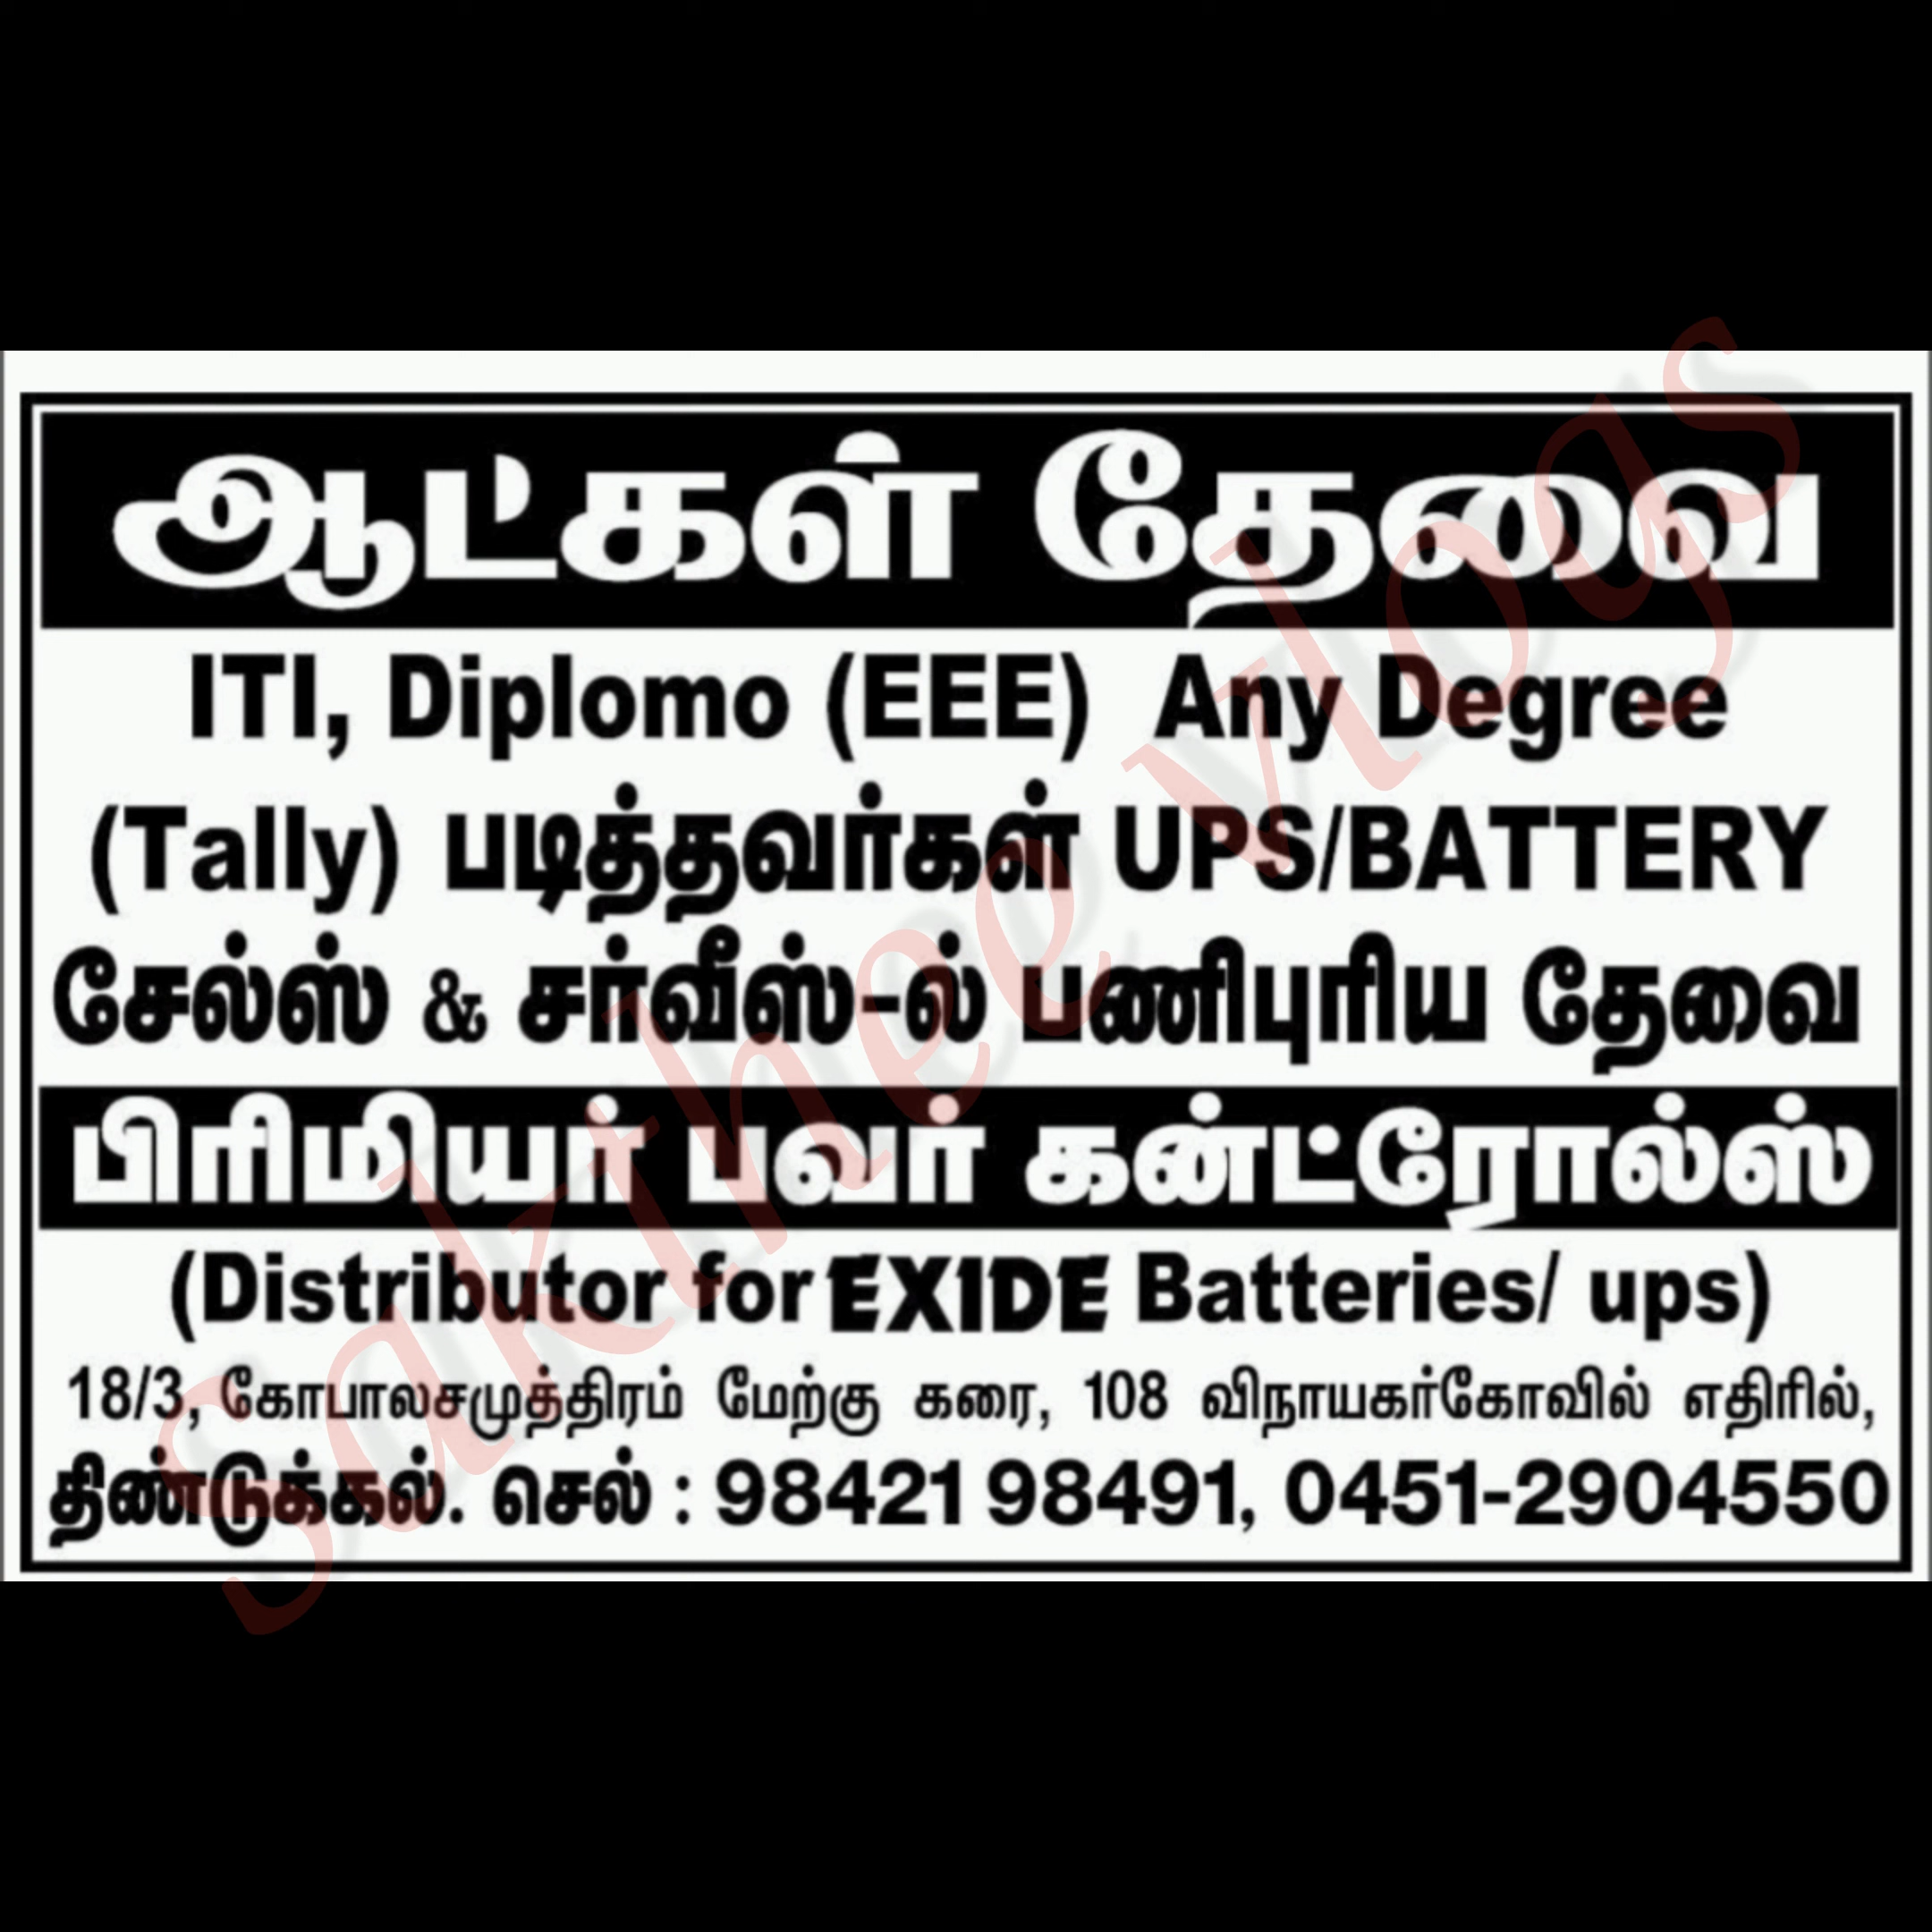 ஆட்கள் தேவை
ITI, Diplomo (EEE) Any Degree
(Tally) படித்தவர்கள் UPS/BATTERY
சேல்ஸ் & சர்வீஸ்-ல் பணிபுரிய தேவை
பிரிமியர் பவர் கன்ட்ரோல்ஸ்
(Distributor for EXIDE Batteries/ ups)
18/3, கோபாலசமுத்திரம் மேற்கு கரை, 108 விநாயகர்கோவில் எதிரில்,
திண்டுக்கல். செல் : 98421 98491, 0451-2904550
sakthee vlogs